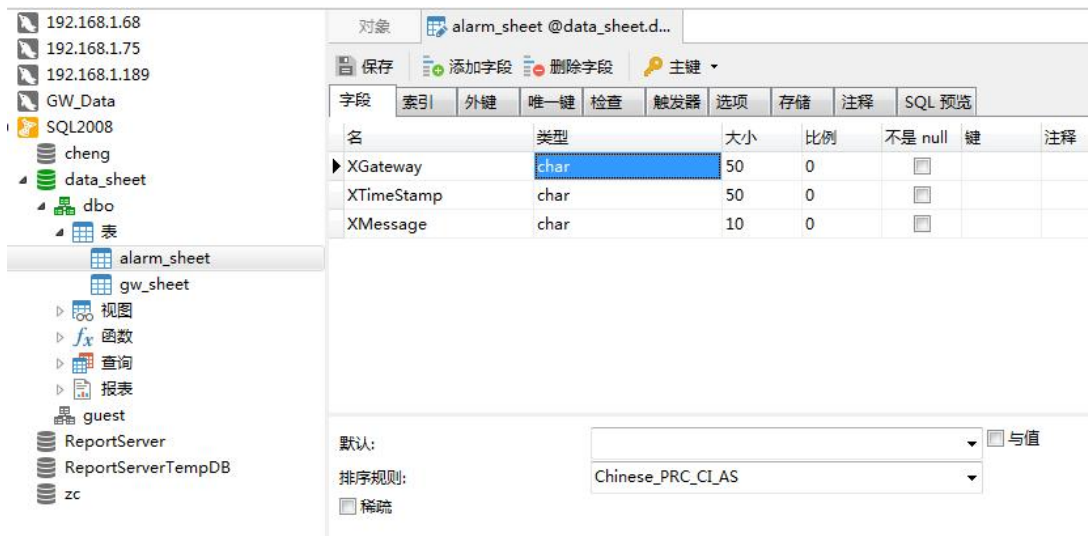 192.168.1.68
192.168.1.75
192.168.1.189
GW_Data
SQL2008
cheng
data_sheet
dbo
表
alarm_sheet
gw_sheet
视图
函数
查询
报表
guest
ReportServer
ReportServerTempDB
zc
对象 alarm_sheet @data_sheet.d...
保存 添加字段 删除字段 主键
字段 索引 外键 唯一键 检查 触发器 选项 存储 注释 SQL 预览
名 类型 大小 比例 不是 null 键 注释
XGateway char 50 0
XTimeStamp char 50 0
XMessage char 10 0
默认: 与值
排序规则: Chinese_PRC_CI_AS
稀疏